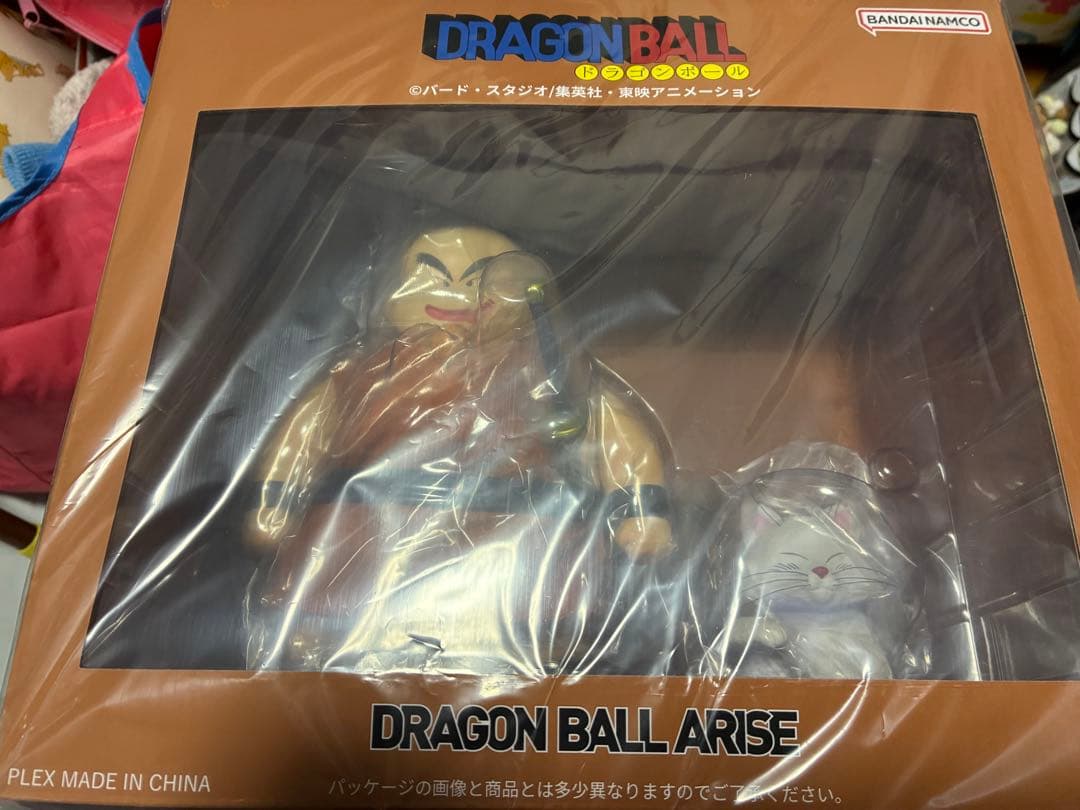 DRAGON BALL
ドラゴンボール
BANDAI NAMCO
©バード・スタジオ/集英社・東映アニメーション
DRAGON BALL ARISE
PLEX MADE IN CHINA
パッケージの画像と商品とは多少異なりますのでご了承ください。